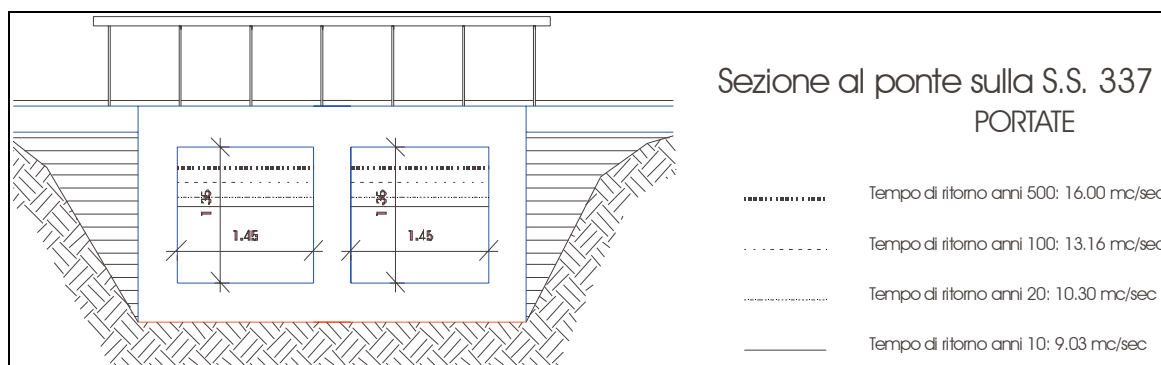 Sezione al ponte sulla S.S. 337
PORTATE
1.36
1.45
1.36
1.45
Tempo di ritorno anni 500: 16.00 mc/sec
Tempo di ritorno anni 100: 13.16 mc/sec
Tempo di ritorno anni 20: 10.30 mc/sec
Tempo di ritorno anni 10: 9.03 mc/sec